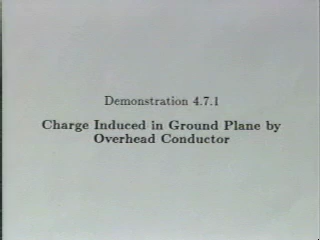 Demonstration 4.7.1
Charge Induced in Ground Plane by
Overhead Conductor